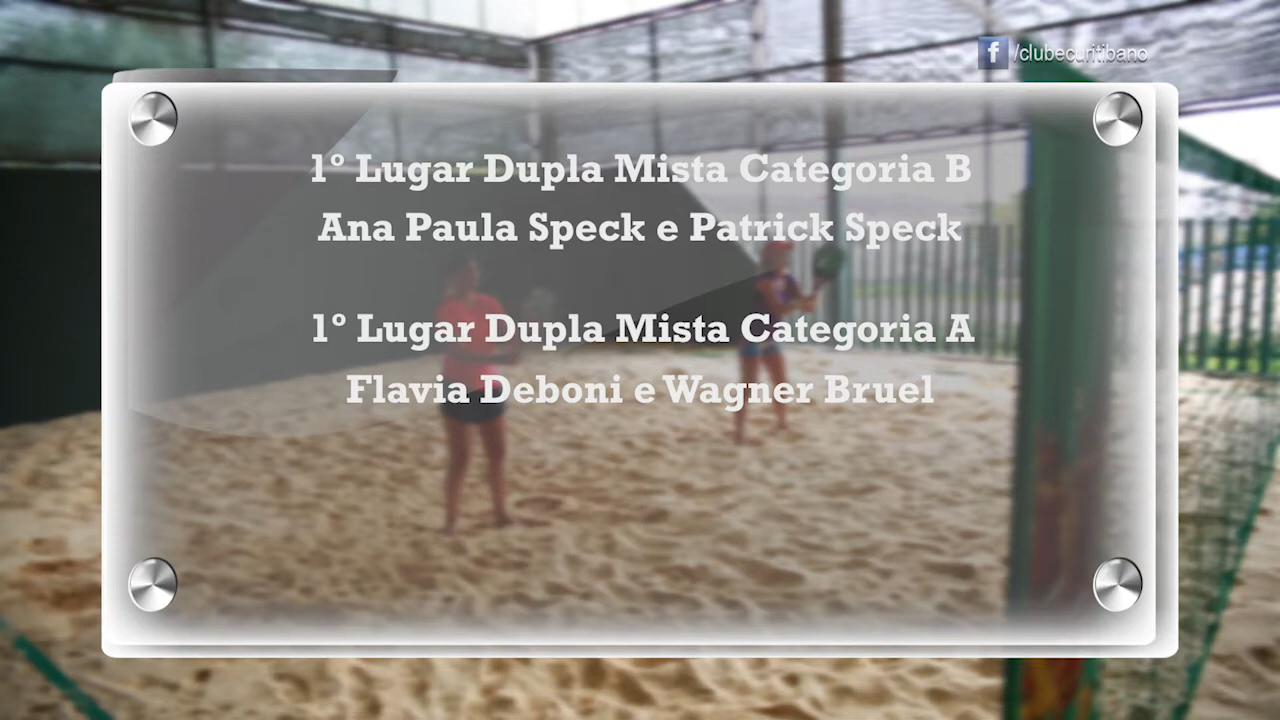 f /clubecuritibano
1º Lugar Dupla Mista Categoria B
Ana Paula Speck e Patrick Speck
1º Lugar Dupla Mista Categoria A
Flavia Deboni e Wagner Bruel